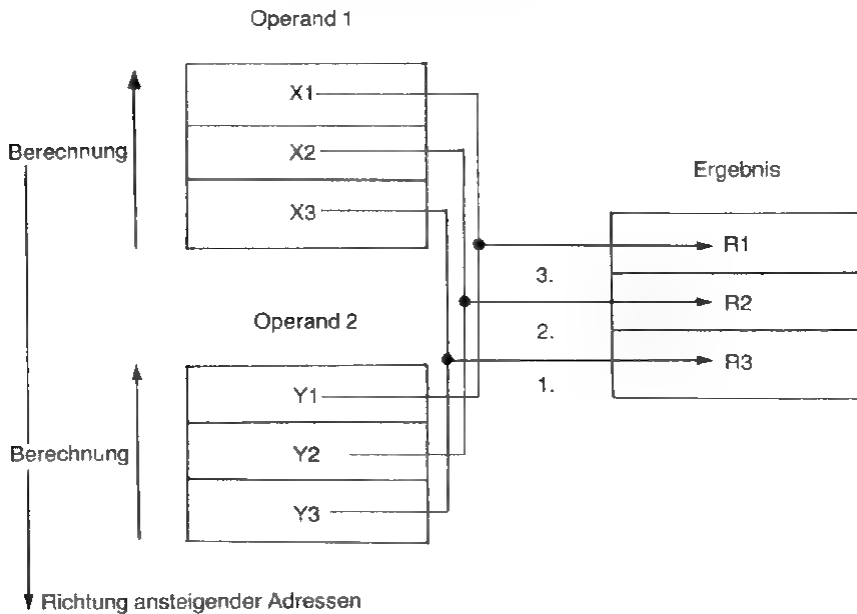 Operand 1
X1
Berechnung
X2
X3
Ergebnis
R1
3.
R2
Operand 2
2.
R3
1.
Y1
Berechnung
Y2
Y3
Richtung ansteigender Adressen